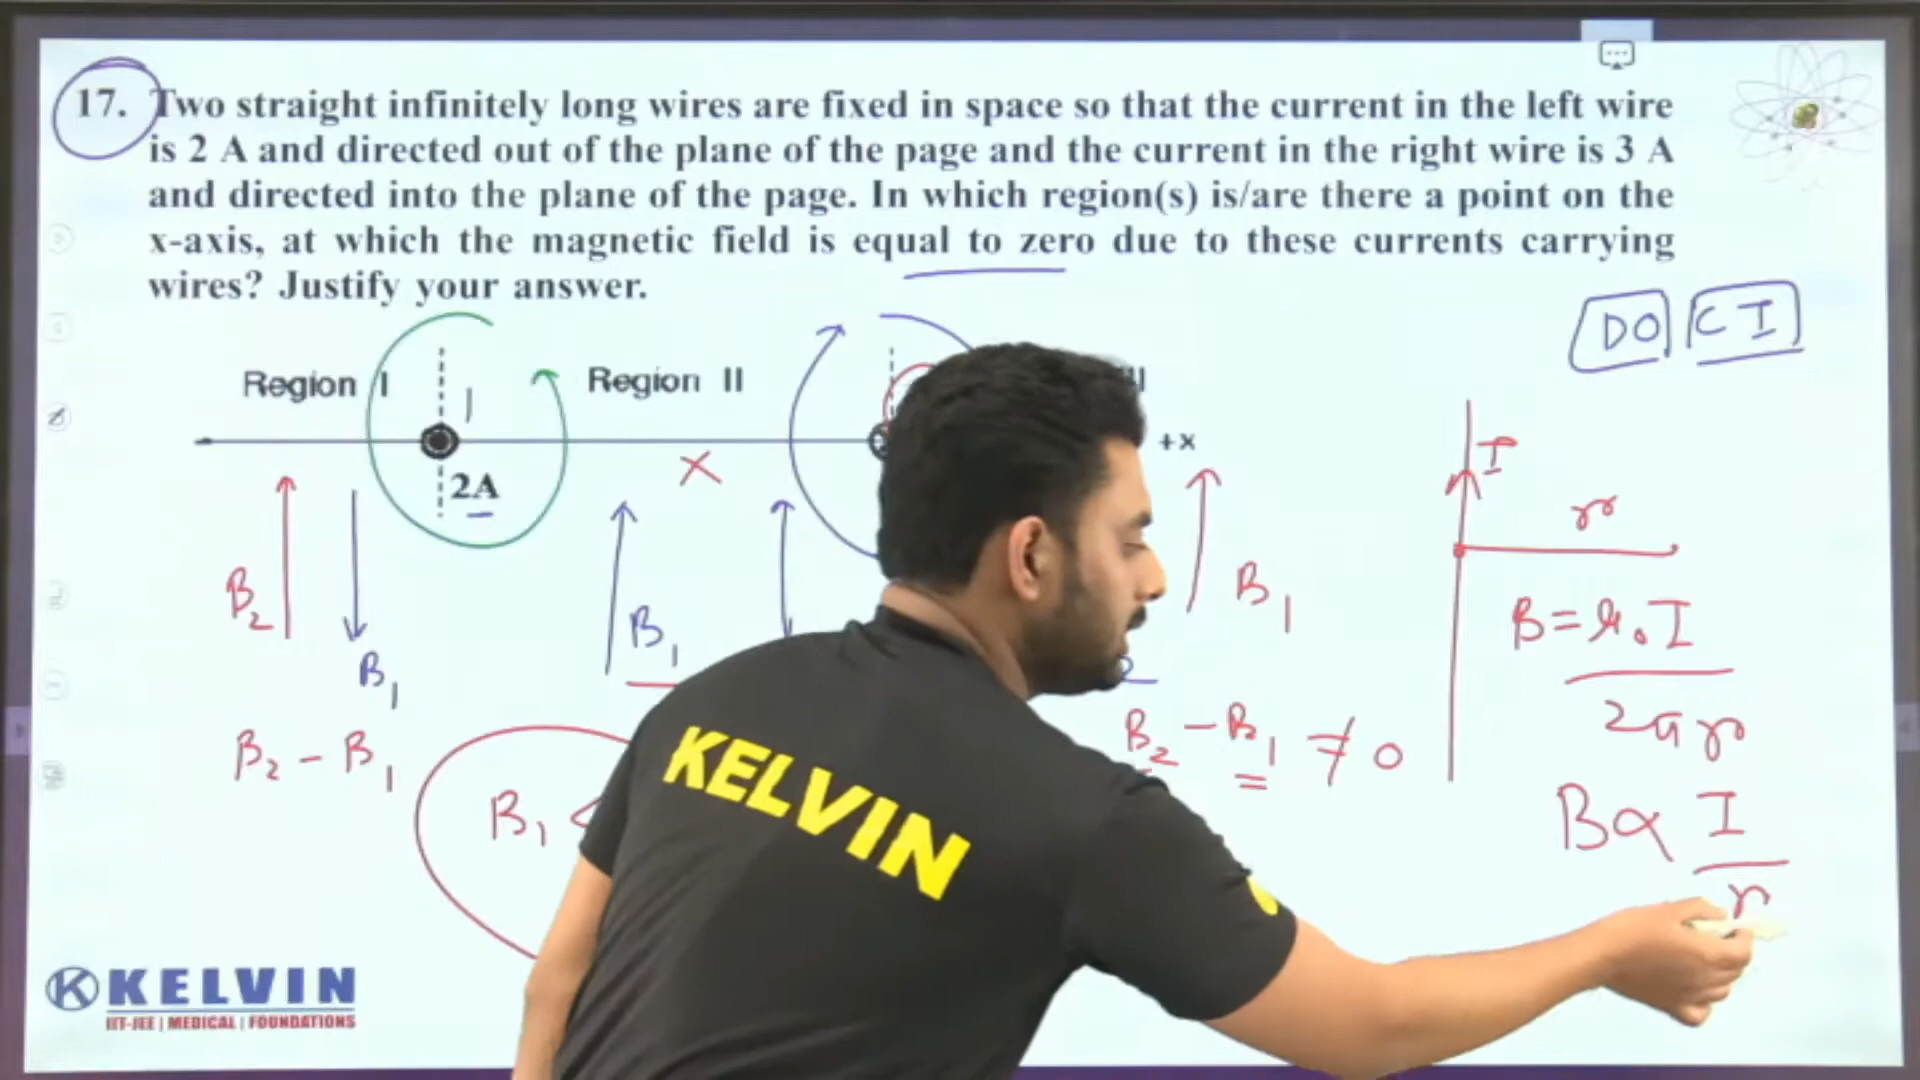 17. Two straight infinitely long wires are fixed in space so that the current in the left wire
is 2 A and directed out of the plane of the page and the current in the right wire is 3 A
and directed into the plane of the page. In which region(s) is/are there a point on the
x-axis, at which the magnetic field is equal to zero due to these currents carrying
wires? Justify your answer.
DO CI
Region I
Region II
+x
2A
I
r
B₂
B₁
B₁
B₁
B = μ₀I
2πr
B₂ - B₁
B₂ - B₁ ≠ 0
B₁ <
B ∝ I
r
KELVIN
KELVIN
IIT-JEE | MEDICAL | FOUNDATIONS